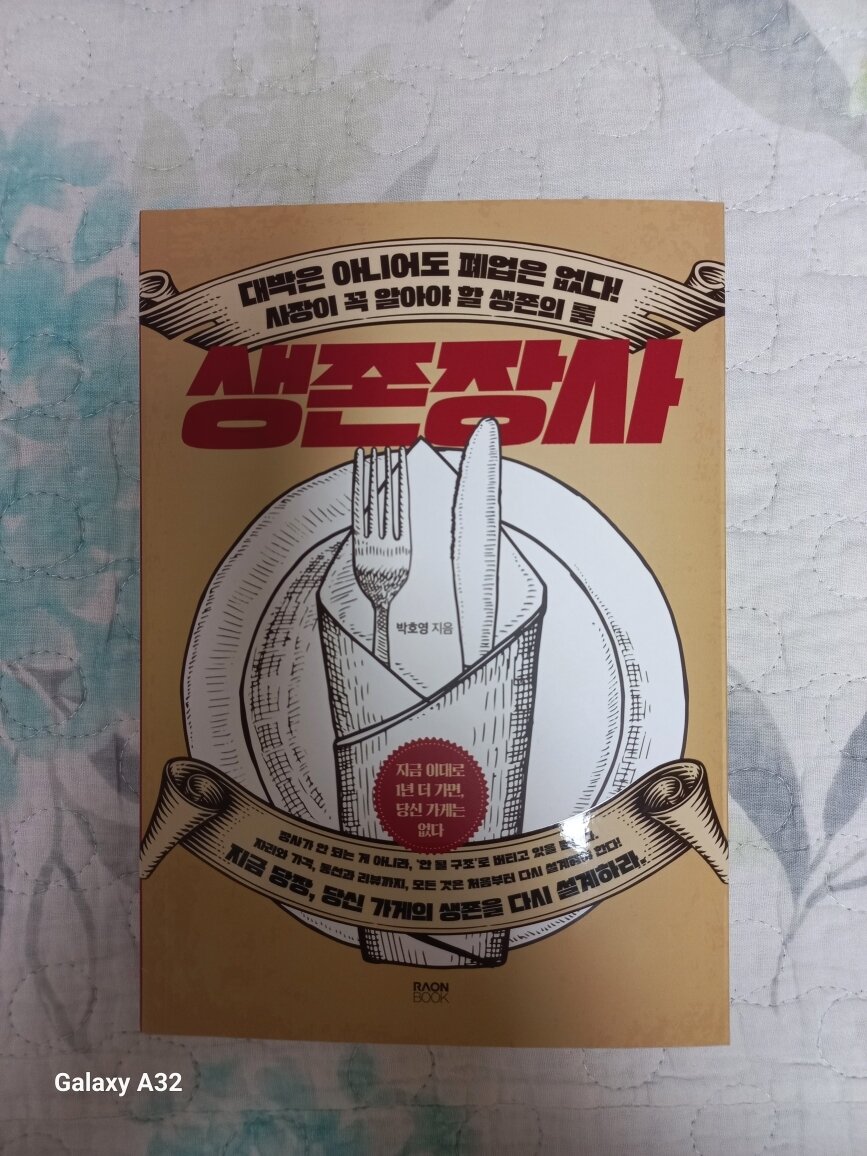 대박은 아니어도 폐업은 없다!
사장이 꼭 알아야 할 생존의 룰
생존장사
박호영 지음
지금 이대로
1년 더 가면,
당신 가게는
없다
장사가 안 되는 게 아니라, '안 될 구조'로 버티고 있을
자리와 가격, 동선과 리뷰까지, 모든 것은 처음부터 다시 설계해야 한다!
지금 당장, 당신 가게의 생존을 다시 설계하라.
RAON
BOOK
Galaxy A32